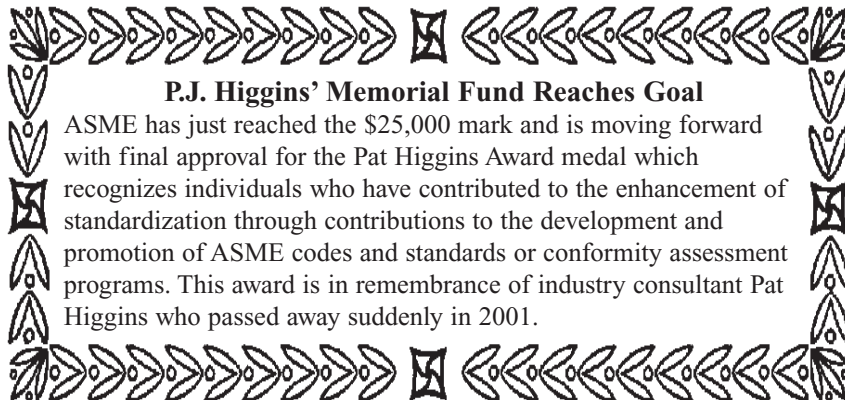 P.J. Higgins’ Memorial Fund Reaches Goal
ASME has just reached the $25,000 mark and is moving forward
with final approval for the Pat Higgins Award medal which
recognizes individuals who have contributed to the enhancement of
standardization through contributions to the development and
promotion of ASME codes and standards or conformity assessment
programs. This award is in remembrance of industry consultant Pat
Higgins who passed away suddenly in 2001.